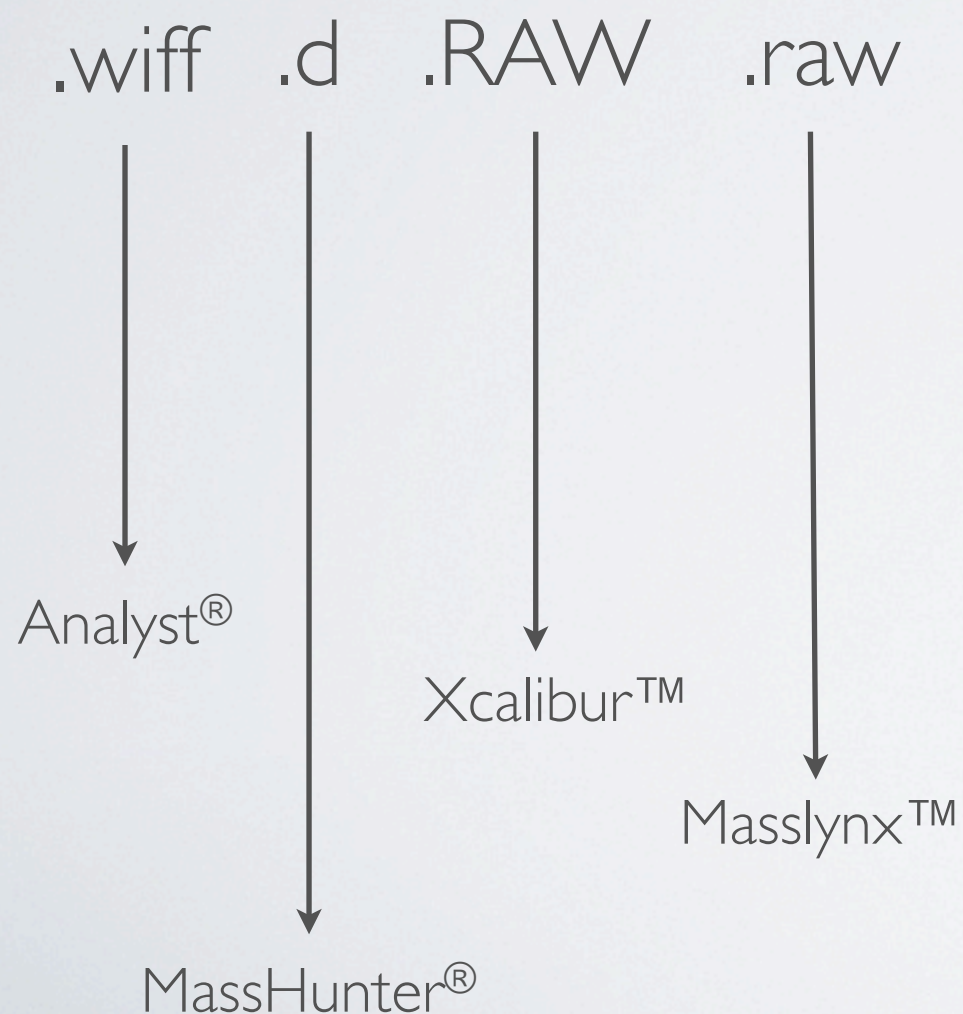 .wiff .d .RAW .raw
Analyst®
Xcalibur™
Masslynx™
MassHunter®